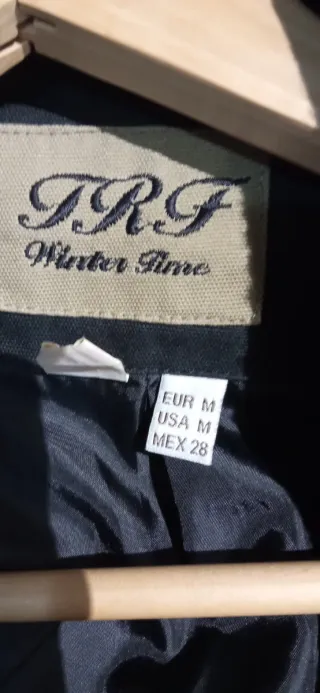 TRF
Winter Time
EUR M
USA M
MEX 28